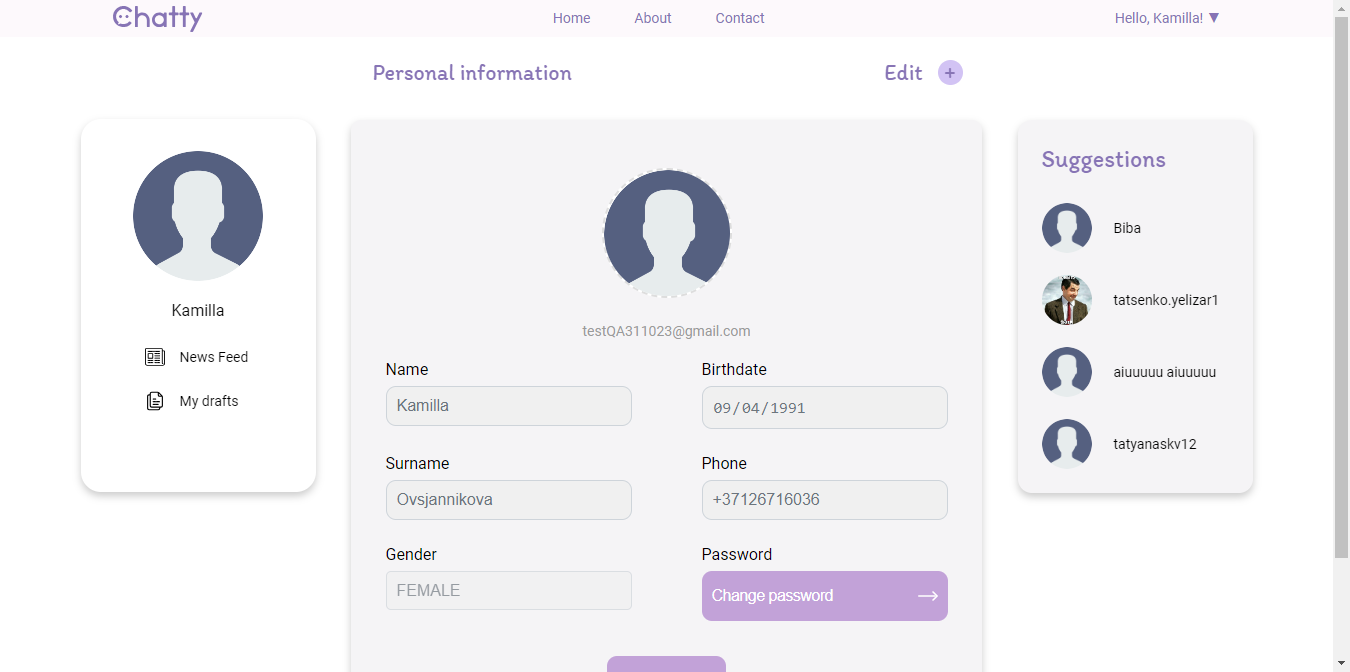 Chatty
Home About Contact
Hello, Kamilla! ▼
Personal information
Edit +
Kamilla
News Feed
My drafts
testQA311023@gmail.com
Name
Kamilla
Birthdate
09/04/1991
Surname
Ovsjannikova
Phone
+37126716036
Gender
FEMALE
Password
Change password
Suggestions
Biba
tatsenko.yelizar1
aiuuuuu aiuuuuu
tatyanaskv12